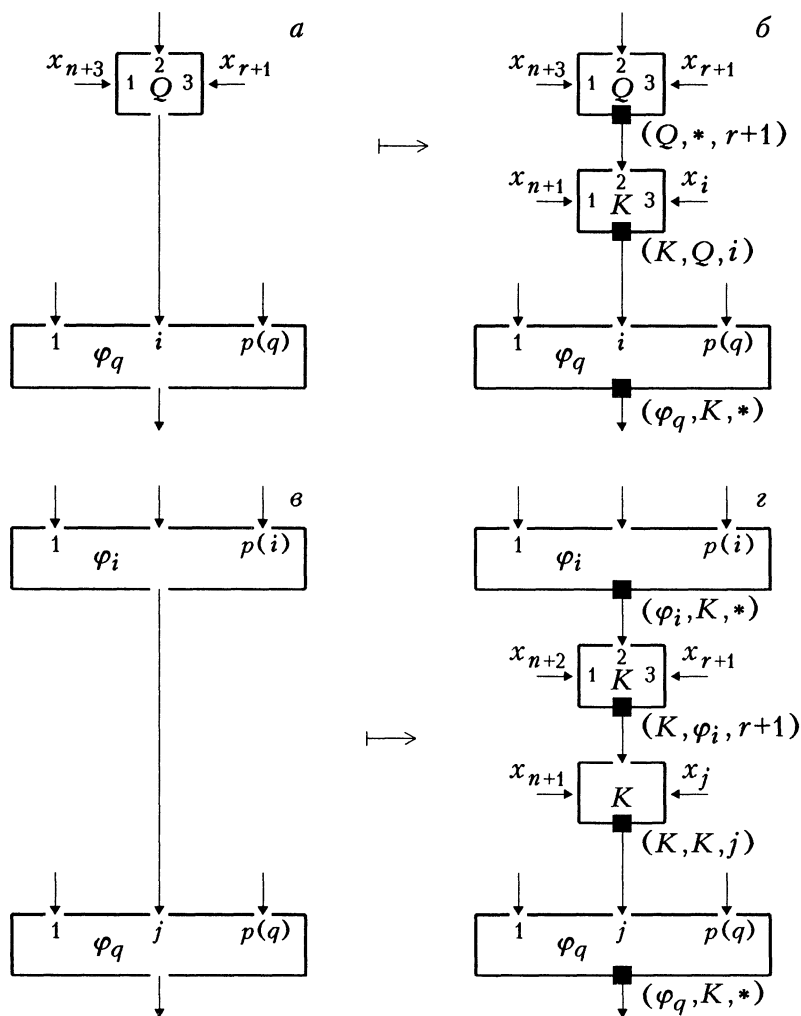 а
x_{n+3} 1 2 Q 3 x_{r+1}
1 i p(q)
φ_q
б
x_{n+3} 1 2 Q 3 x_{r+1}
(Q,*,r+1)
x_{n+1} 1 2 K 3 x_i
(K,Q,i)
1 i p(q)
φ_q
(φ_q,K,*)
в
1 p(i)
φ_i
1 j p(q)
φ_q
г
1 p(i)
φ_i
(φ_i,K,*)
x_{n+2} 1 2 K 3 x_{r+1}
(K,φ_i,r+1)
x_{n+1} K x_j
(K,K,j)
1 j p(q)
φ_q
(φ_q,K,*)